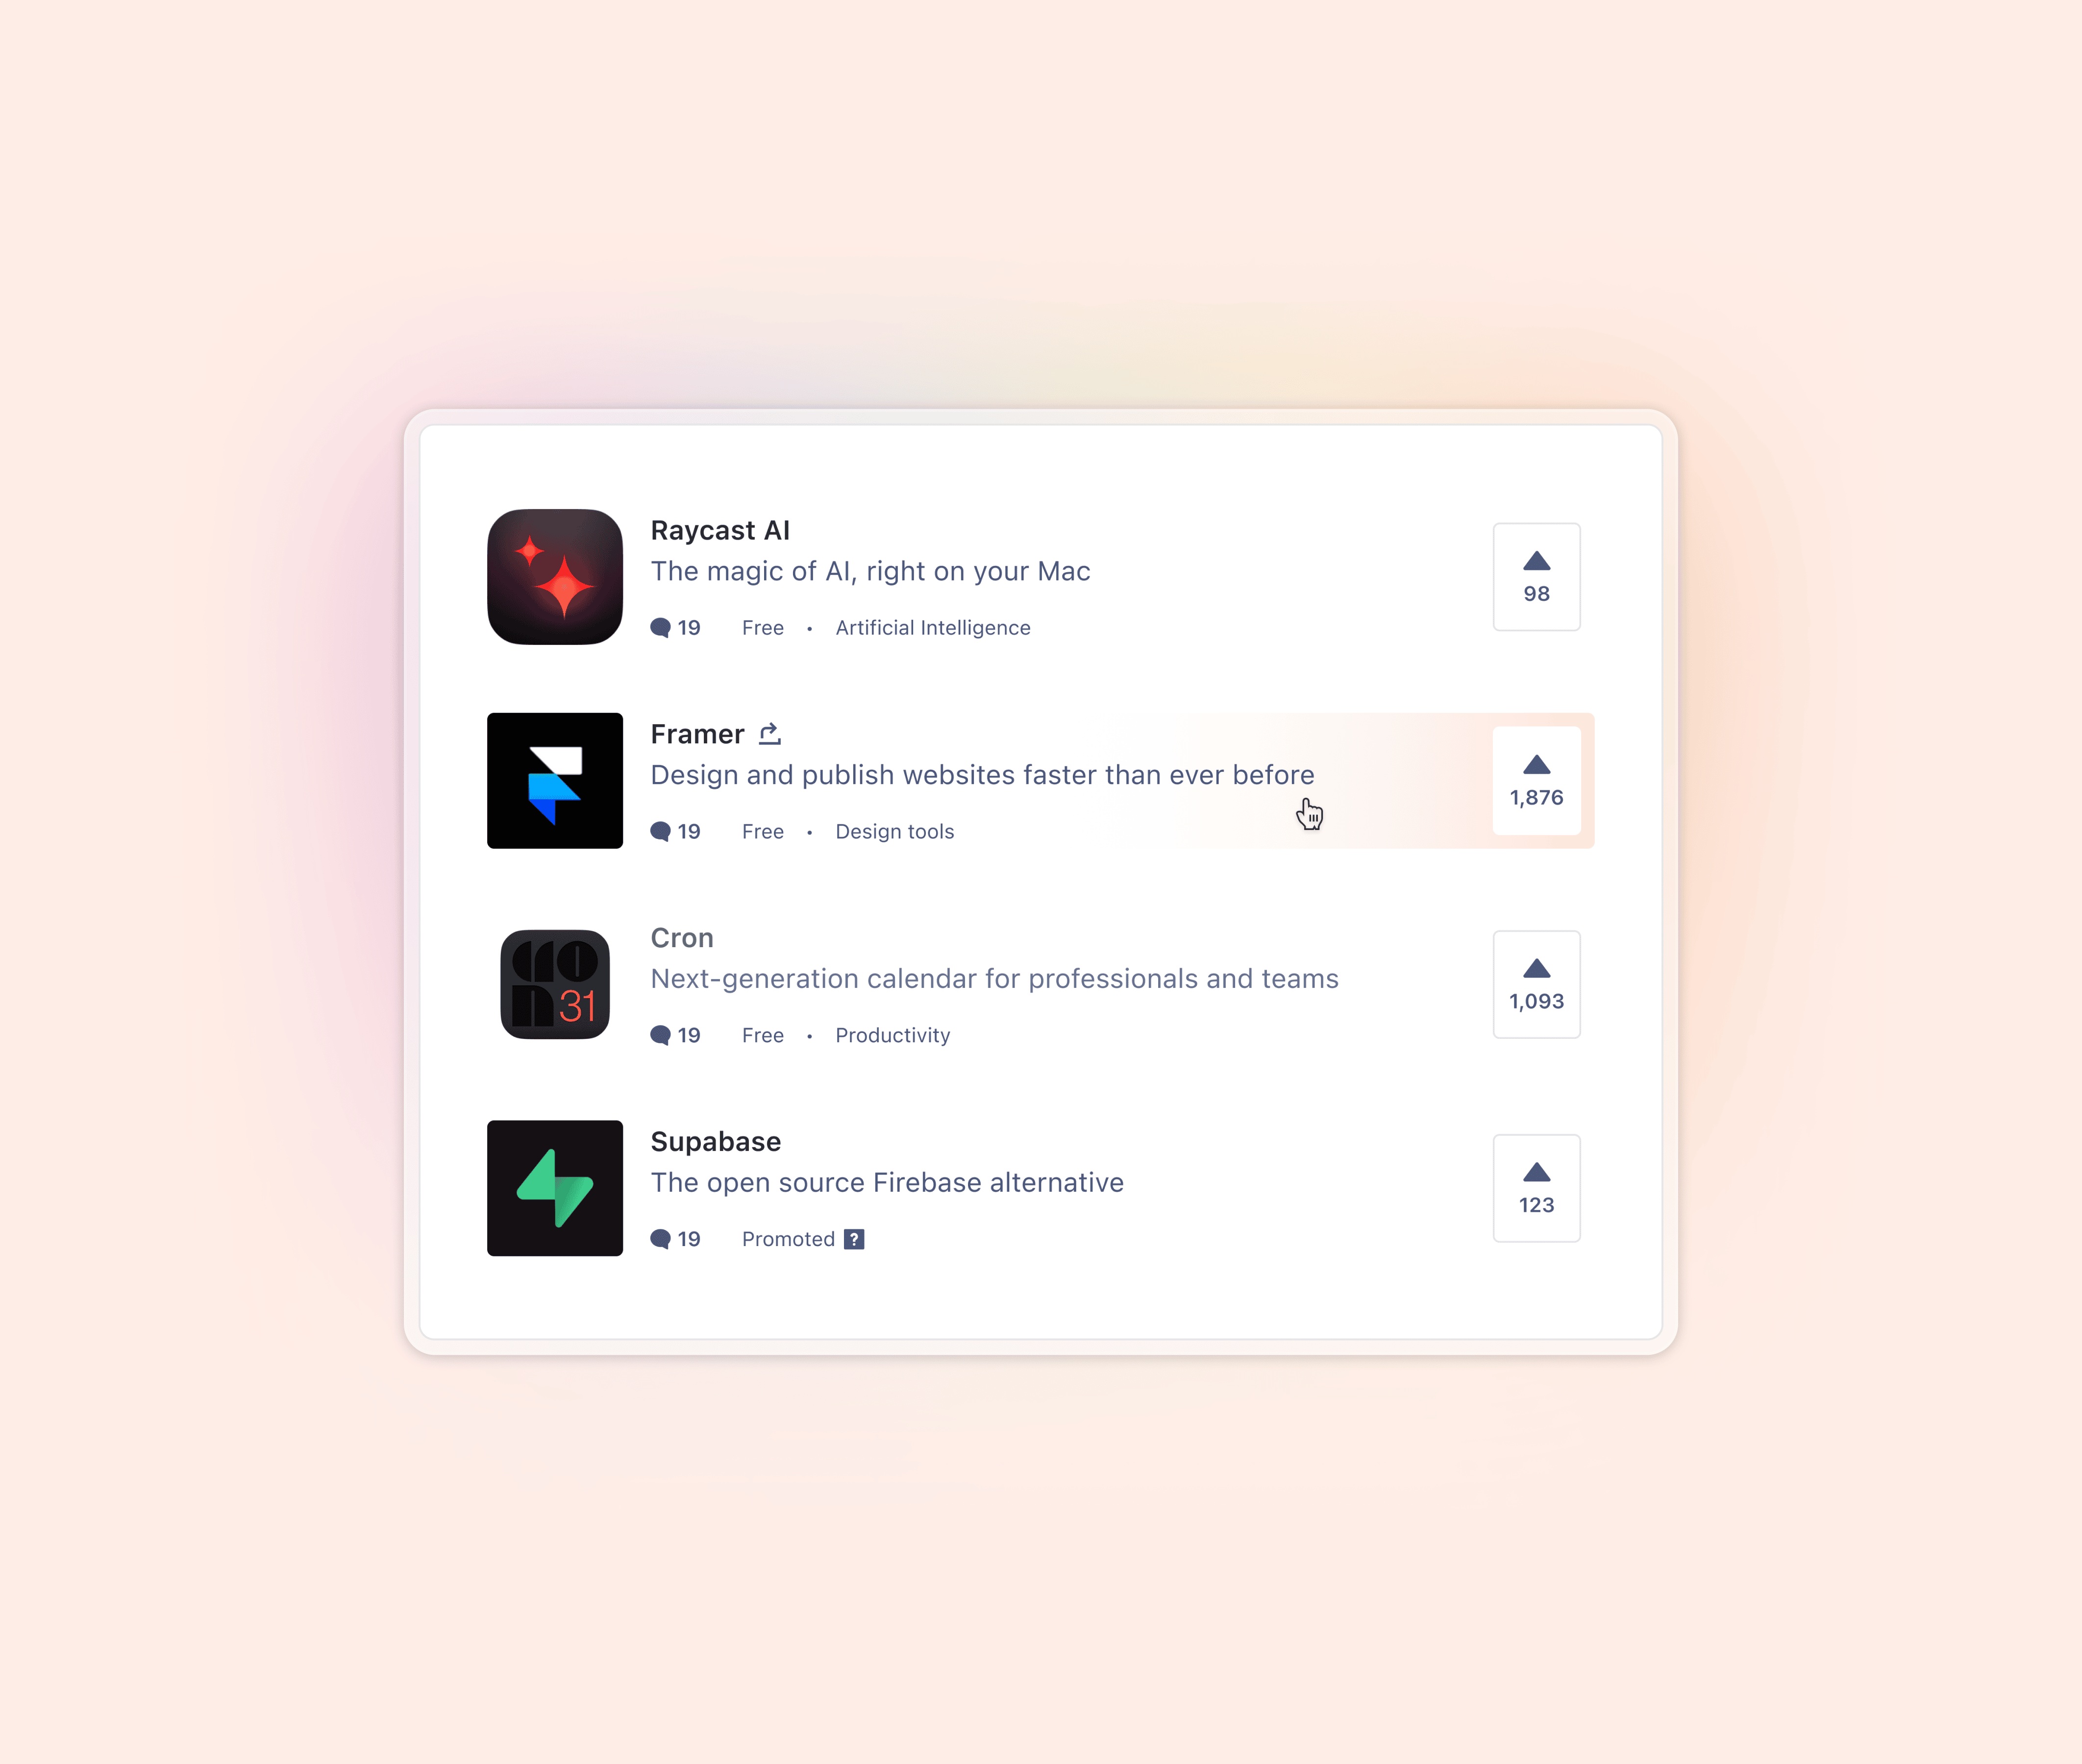 Raycast AI
The magic of AI, right on your Mac
19 Free • Artificial Intelligence
98
Framer
Design and publish websites faster than ever before
19 Free • Design tools
1,876
Cron
Next-generation calendar for professionals and teams
19 Free • Productivity
31
1,093
Supabase
The open source Firebase alternative
19 Promoted ?
123